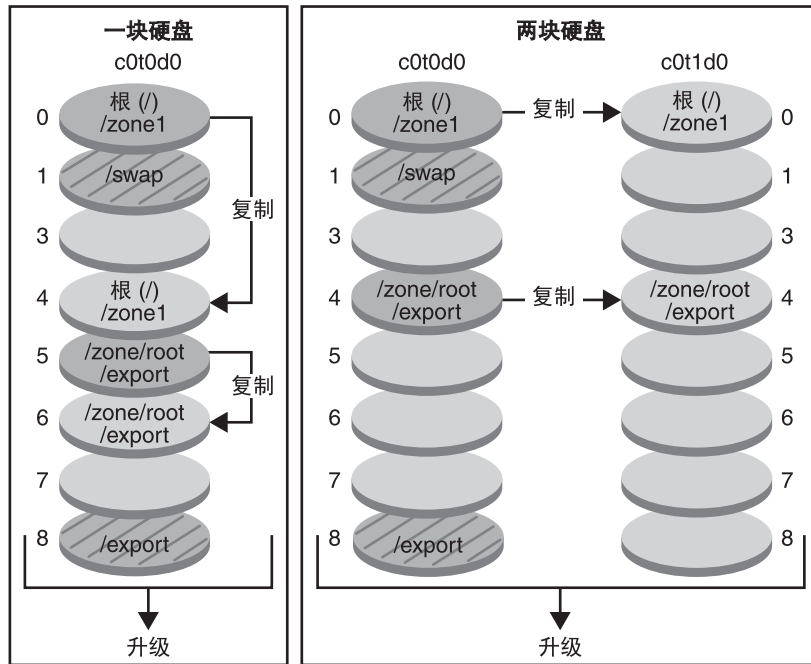 一块硬盘
c0t0d0
0
根 (/)
/zone1
1
/swap
复制
3
4
根 (/)
/zone1
5
/zone/root
/export
复制
6
/zone/root
/export
7
8
/export
升级
两块硬盘
c0t0d0
c0t1d0
0
根 (/)
/zone1
复制
根 (/)
/zone1
0
1
/swap
1
3
3
4
/zone/root
/export
复制
/zone/root
/export
4
5
5
6
6
7
7
8
/export
8
升级